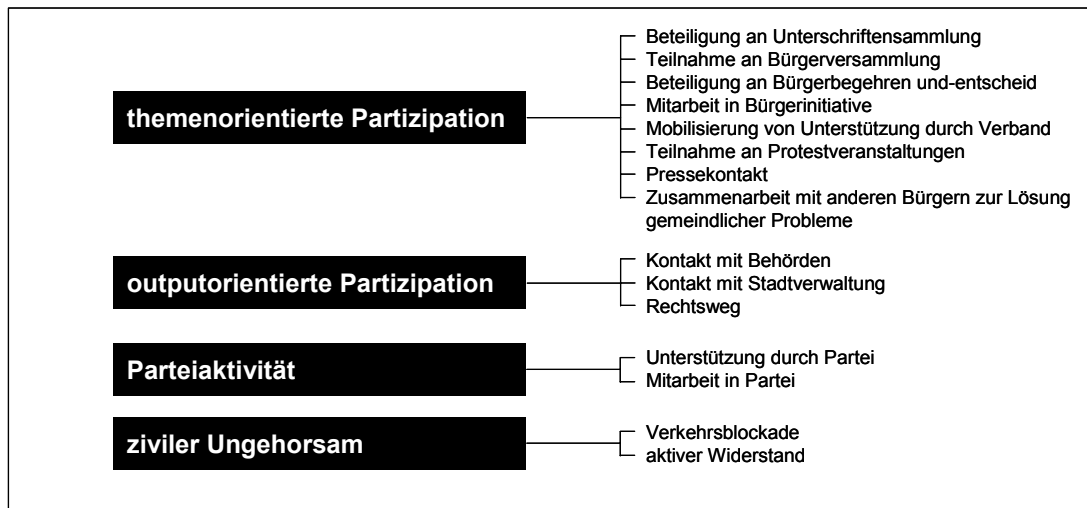 themenorientierte Partizipation
Beteiligung an Unterschriftensammlung
Teilnahme an Bürgerversammlung
Beteiligung an Bürgerbegehren und-entscheid
Mitarbeit in Bürgerinitiative
Mobilisierung von Unterstützung durch Verband
Teilnahme an Protestveranstaltungen
Pressekontakt
Zusammenarbeit mit anderen Bürgern zur Lösung
gemeindlicher Probleme
outputorientierte Partizipation
Kontakt mit Behörden
Kontakt mit Stadtverwaltung
Rechtsweg
Parteiaktivität
Unterstützung durch Partei
Mitarbeit in Partei
ziviler Ungehorsam
Verkehrsblockade
aktiver Widerstand